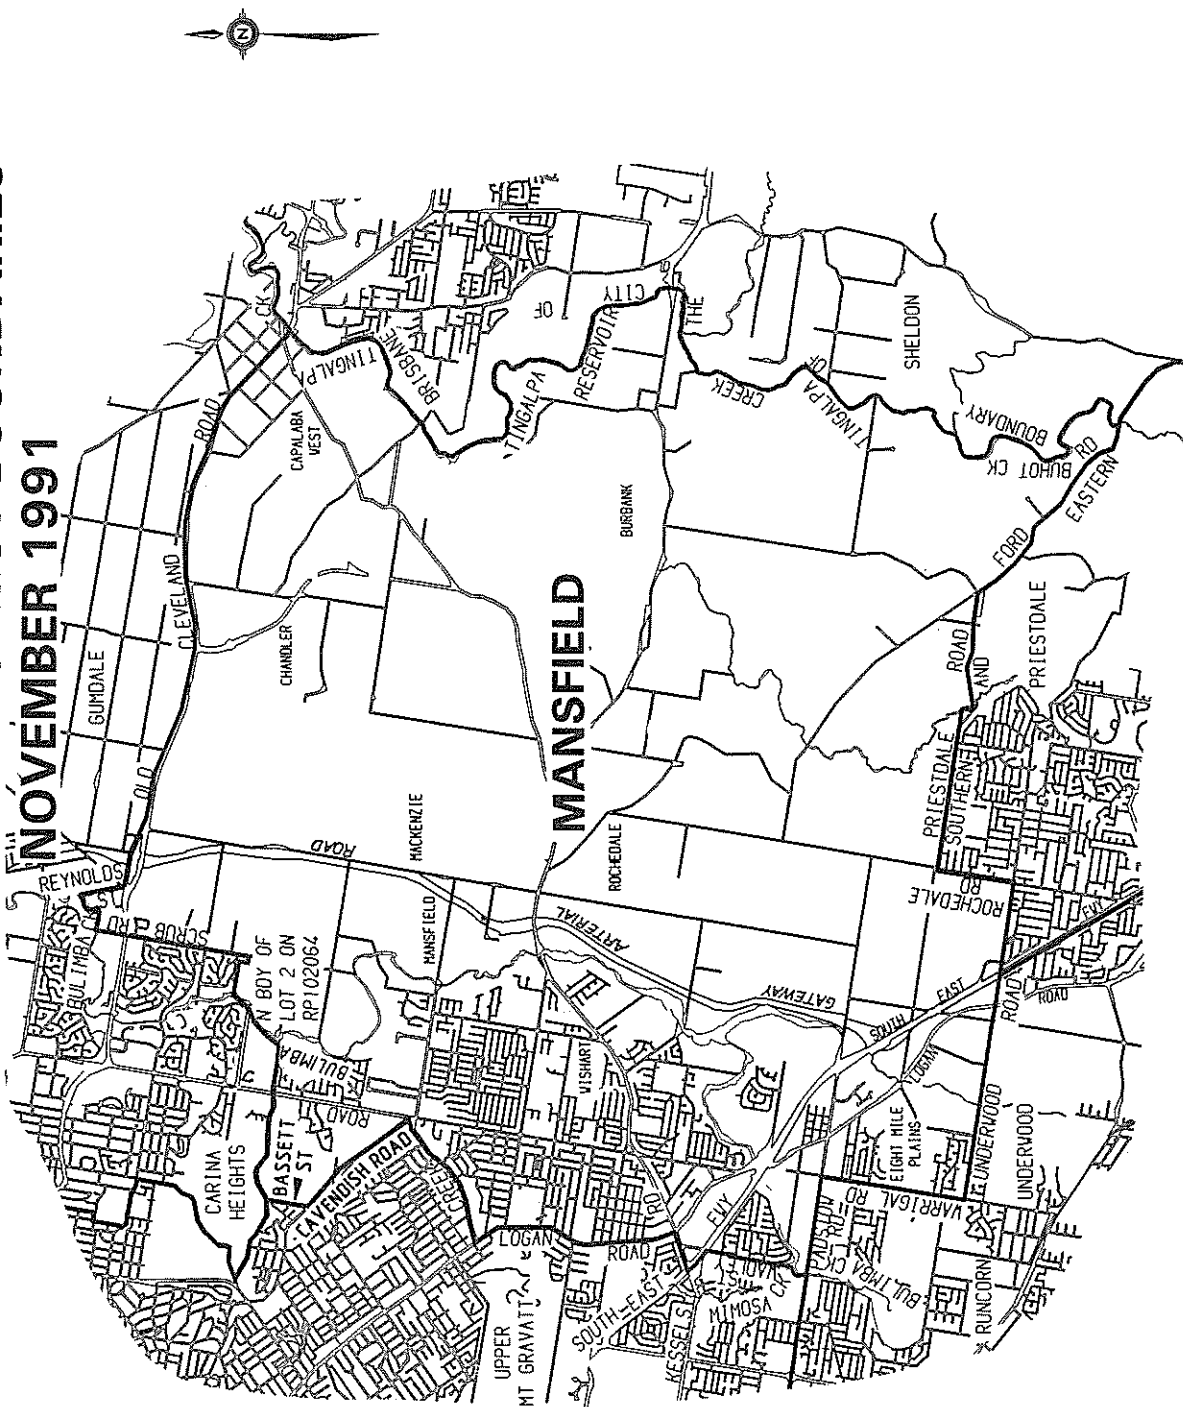 NOVEMBER 1991
N
GUMDALE
REYNOLDS
OLD
CLEVELAND
ROAD
CK
TINGALPA
BRISBANE
CAPALABA
WEST
CHANDLER
SCRUB RD
BULIMBA
N BDY OF
LOT 2 ON
RP102064
ROAD
MACKENZIE
MANSFIELD
MANSFIELD
BURBANK
TINGALPA
RESERVOIR
CITY
OF
THE
CREEK
TINGALPA
OF
SHELDON
BOUNDARY
BUHOT CK
RD
EASTERN
FORD
CARINA
HEIGHTS
BASSETT
ST
BULIMBA
ROAD
CAVENDISH ROAD
CREEK
LOGAN
ROAD
UPPER
MT GRAVATT
SOUTH-EAST
FWY
KESSELS
RD
MIMOSA
CK
WISHART
ROCHEDALE
ARTERIAL
GATEWAY
SOUTH
EAST
FWY
LOGAN
ROAD
PADSTOW
RD
BULIMBA CK
EIGHT MILE
PLAINS
WARRIGAL RD
RUNCORN
UNDERWOOD
ROAD
UNDERWOOD
ROCHEDALE
RD
PRIESTDALE
ROAD
SOUTHERN
AND
PRIESTDALE